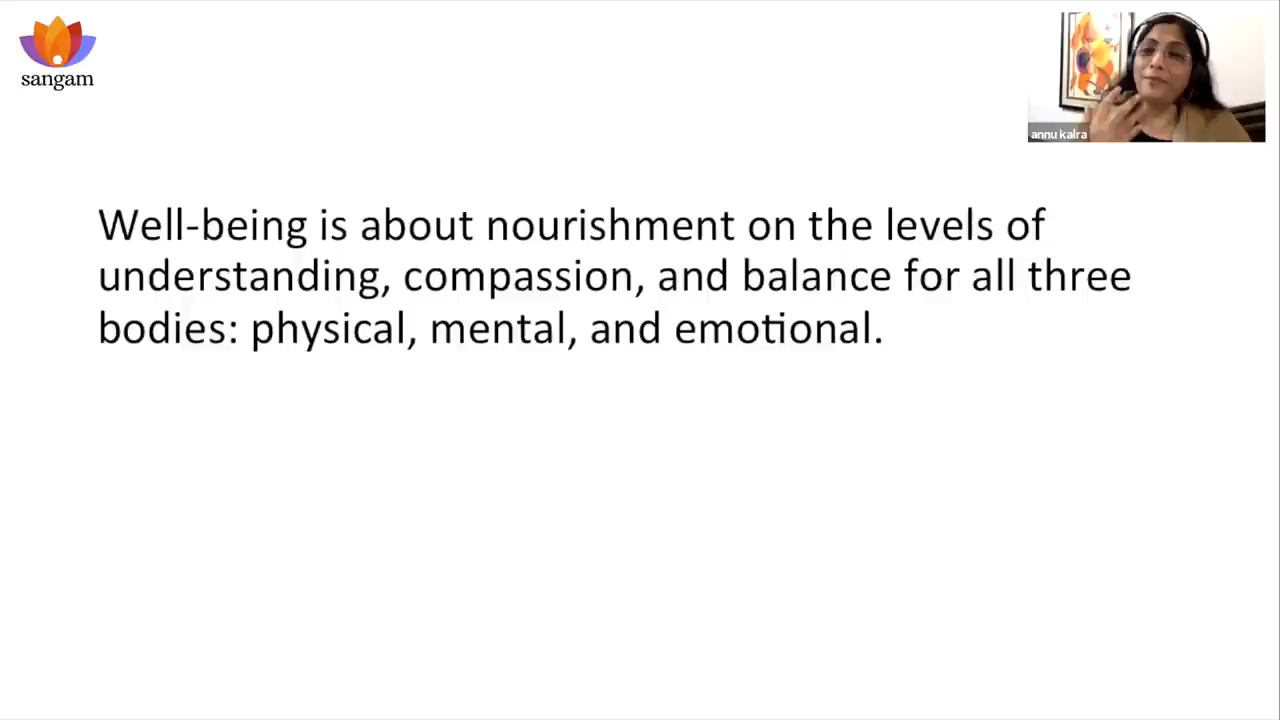 sangam
annu kalra
Well-being is about nourishment on the levels of
understanding, compassion, and balance for all three
bodies: physical, mental, and emotional.